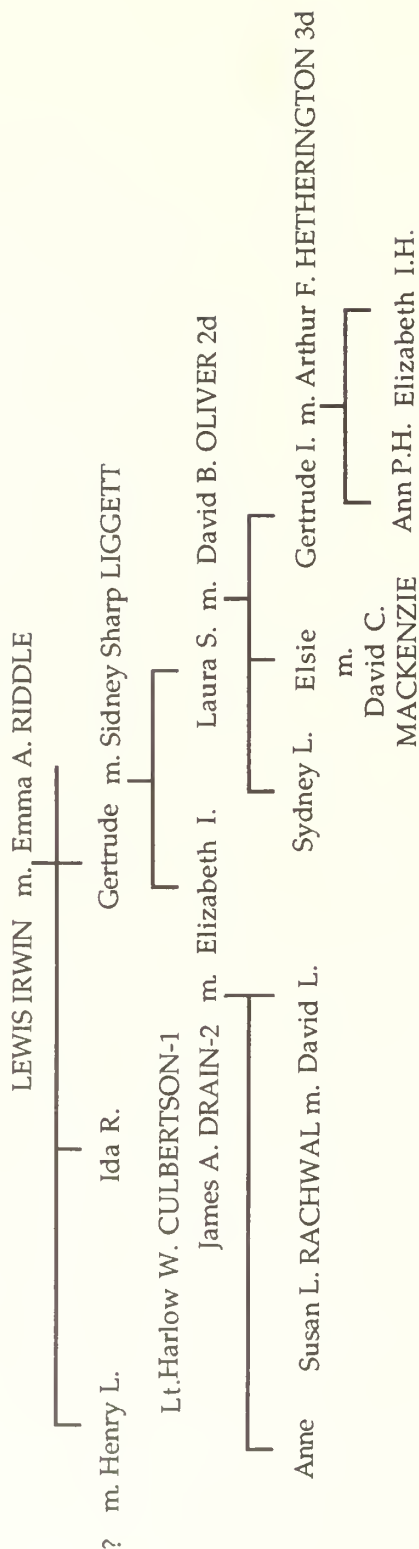 LEWIS IRWIN m. Emma A. RIDDLE
? m. Henry L. Ida R. Gertrude m. Sidney Sharp LIGGETT
Lt.Harlow W. CULBERTSON-1
James A. DRAIN-2 m. Elizabeth I. Laura S. m. David B. OLIVER 2d
Anne Susan L. RACHWAL m. David L. Sydney L. Elsie Gertrude I. m. Arthur F. HETHERINGTON 3d
m.
David C.
MACKENZIE Ann P.H. Elizabeth I.H.